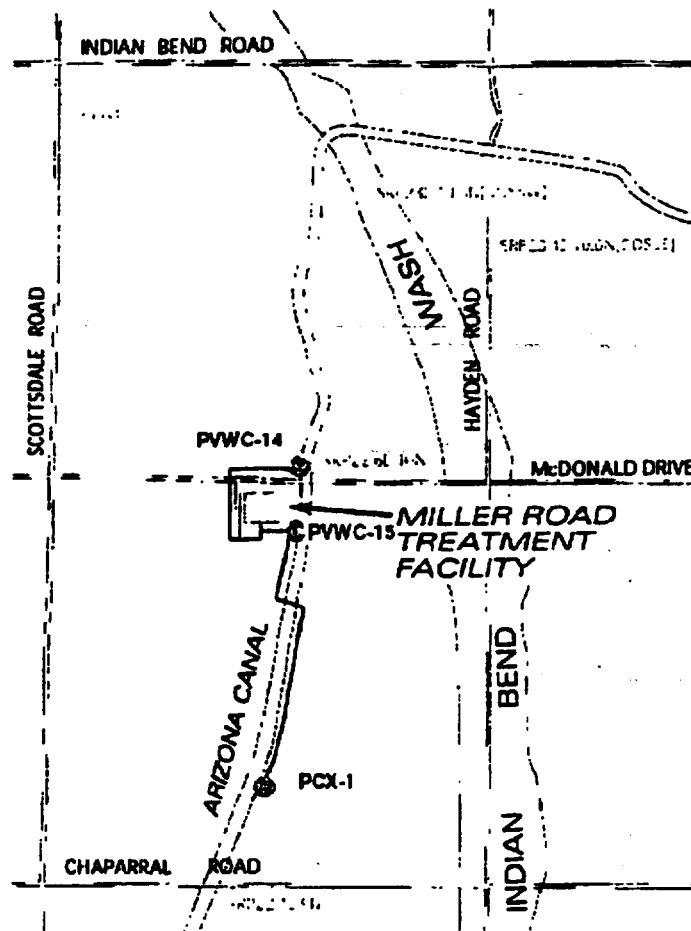 INDIAN BEND ROAD
WASH
SCOTTSDALE ROAD
HAYDEN ROAD
PVWC-14
McDONALD DRIVE
PVWC-15
MILLER ROAD
TREATMENT
FACILITY
ARIZONA CANAL
BEND
PCX-1
INDIAN
CHAPARRAL ROAD